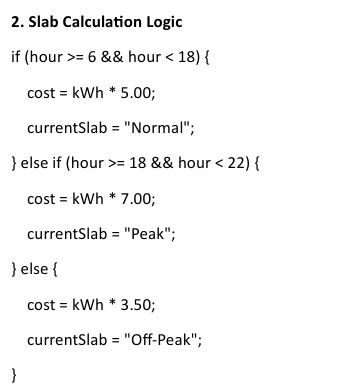 2. Slab Calculation Logic
if (hour >= 6 && hour < 18) {
cost = kWh * 5.00;
currentSlab = "Normal";
} else if (hour >= 18 && hour < 22) {
cost = kWh * 7.00;
currentSlab = "Peak";
} else {
cost = kWh * 3.50;
currentSlab = "Off-Peak";
}